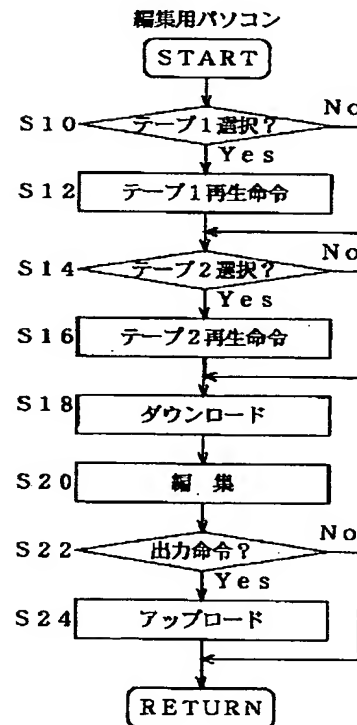 編集用パソコン
START
S10 テープ1選択? No
Yes
S12 テープ1再生命令
S14 テープ2選択? No
Yes
S16 テープ2再生命令
S18 ダウンロード
S20 編 集
S22 出力命令? No
Yes
S24 アップロード
RETURN